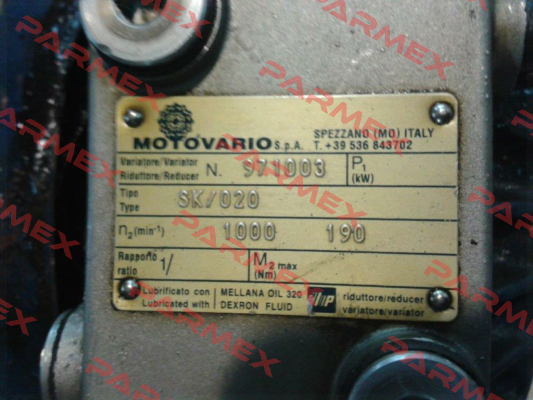 MOTOVARIO S.p.A. SPEZZANO (MO) ITALY
T. +39 536 843702
Variatore/Variator
Riduttore/Reducer N. 971003 P1 (kW)
Tipo
Type SK/020
n2(min-1) 1000 190
Rapporto
ratio 1/ M2 max (Nm)
Lubrificato con MELLANA OIL 320 IP riduttore/reducer
Lubricated with DEXRON FLUID variatore/variator
PARMEX
PARMEX
PARMEX
PARMEX
PARMEX
PARMEX
PARMEX
PARMEX